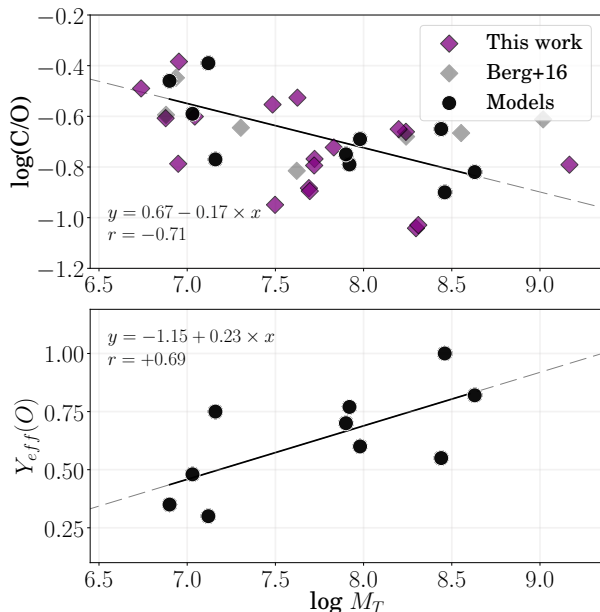 −0.2
−0.4
−0.6
−0.8
−1.0
−1.2
log(C/O)
This work
Berg+16
Models
y = 0.67 − 0.17 × x
r = −0.71
6.5 7.0 7.5 8.0 8.5 9.0
y = −1.15 + 0.23 × x
r = +0.69
1.00
0.75
0.50
0.25
Y_{eff}(O)
6.5 7.0 7.5 8.0 8.5 9.0
log M_T